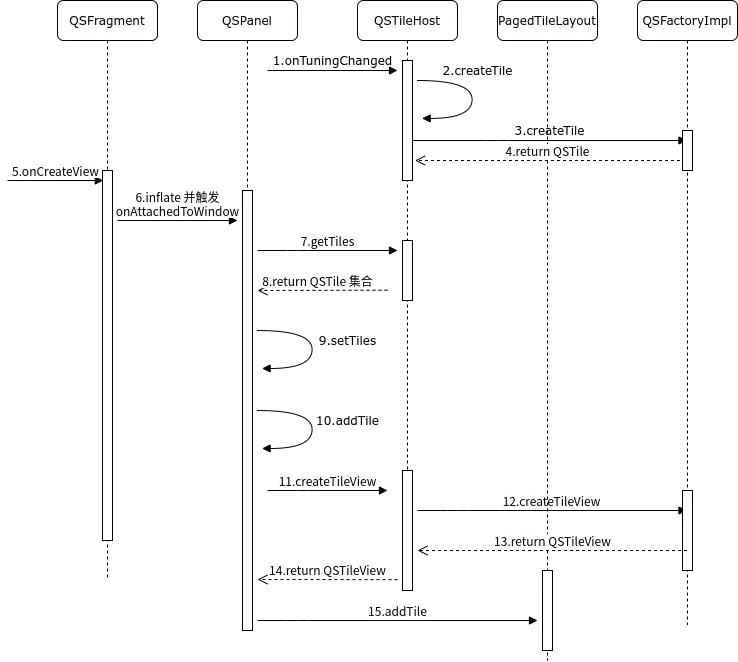 QSFragment
QSPanel
QSTileHost
PagedTileLayout
QSFactoryImpl
1.onTuningChanged
2.createTile
3.createTile
4.return QSTile
5.onCreateView
6.inflate 并触发
onAttachedToWindow
7.getTiles
8.return QSTile 集合
9.setTiles
10.addTile
11.createTileView
12.createTileView
13.return QSTileView
14.return QSTileView
15.addTile